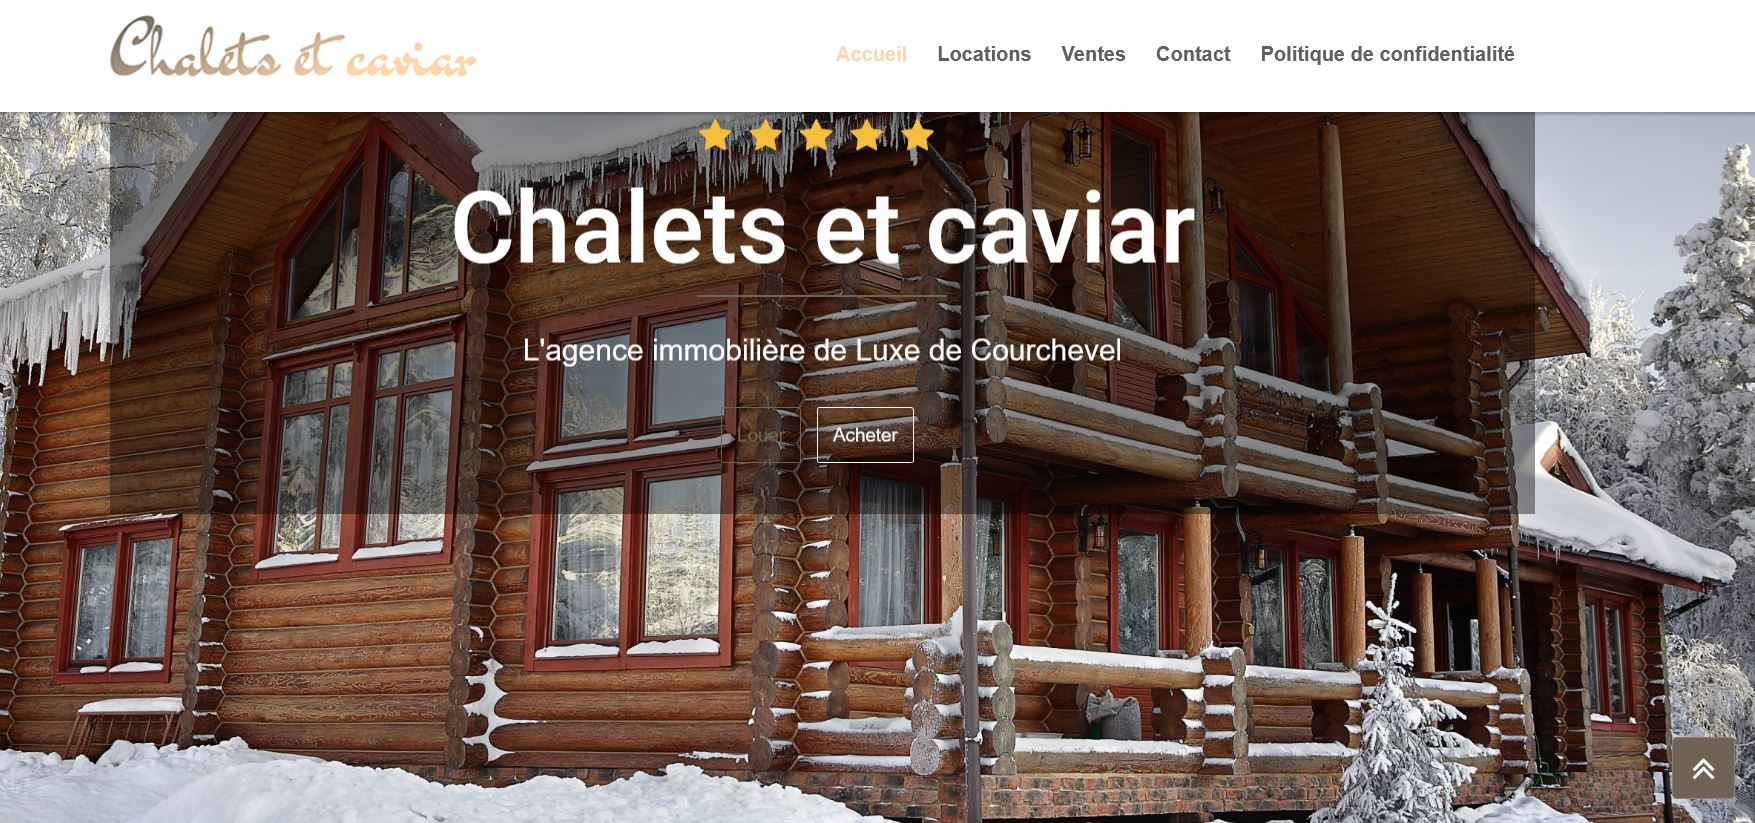 Chalets et caviar
Accueil Locations Ventes Contact Politique de confidentialité
Chalets et caviar
L'agence immobilière de Luxe de Courchevel
Louer Acheter